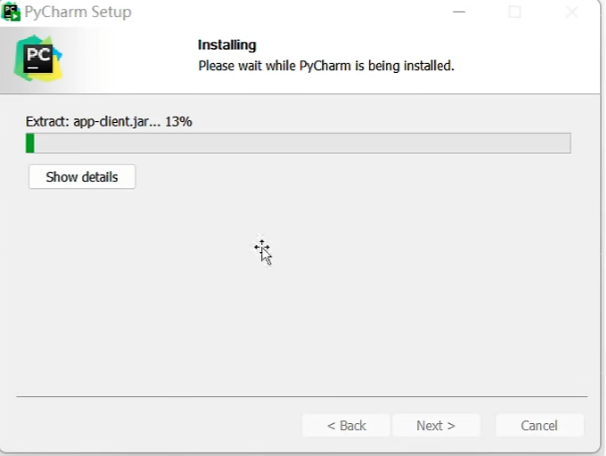 PyCharm Setup
PC
Installing
Please wait while PyCharm is being installed.
Extract: app-client.jar... 13%
Show details
< Back
Next >
Cancel